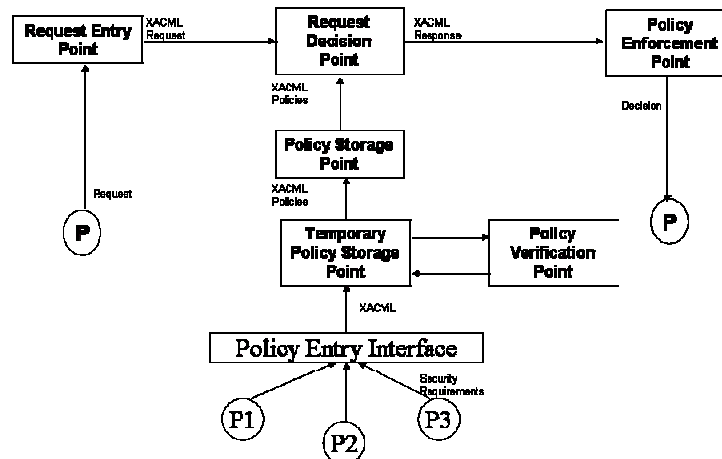 Request Entry
Point
XACML
Request
Request
Decision
Point
XACML
Response
Policy
Enforcement
Point
XACML
Policies
Decision
Policy Storage
Point
XACML
Policies
Request
P
P
Temporary
Policy Storage
Point
Policy
Verification
Point
XACML
Policy Entry Interface
Security
Requirements
P1
P2
P3